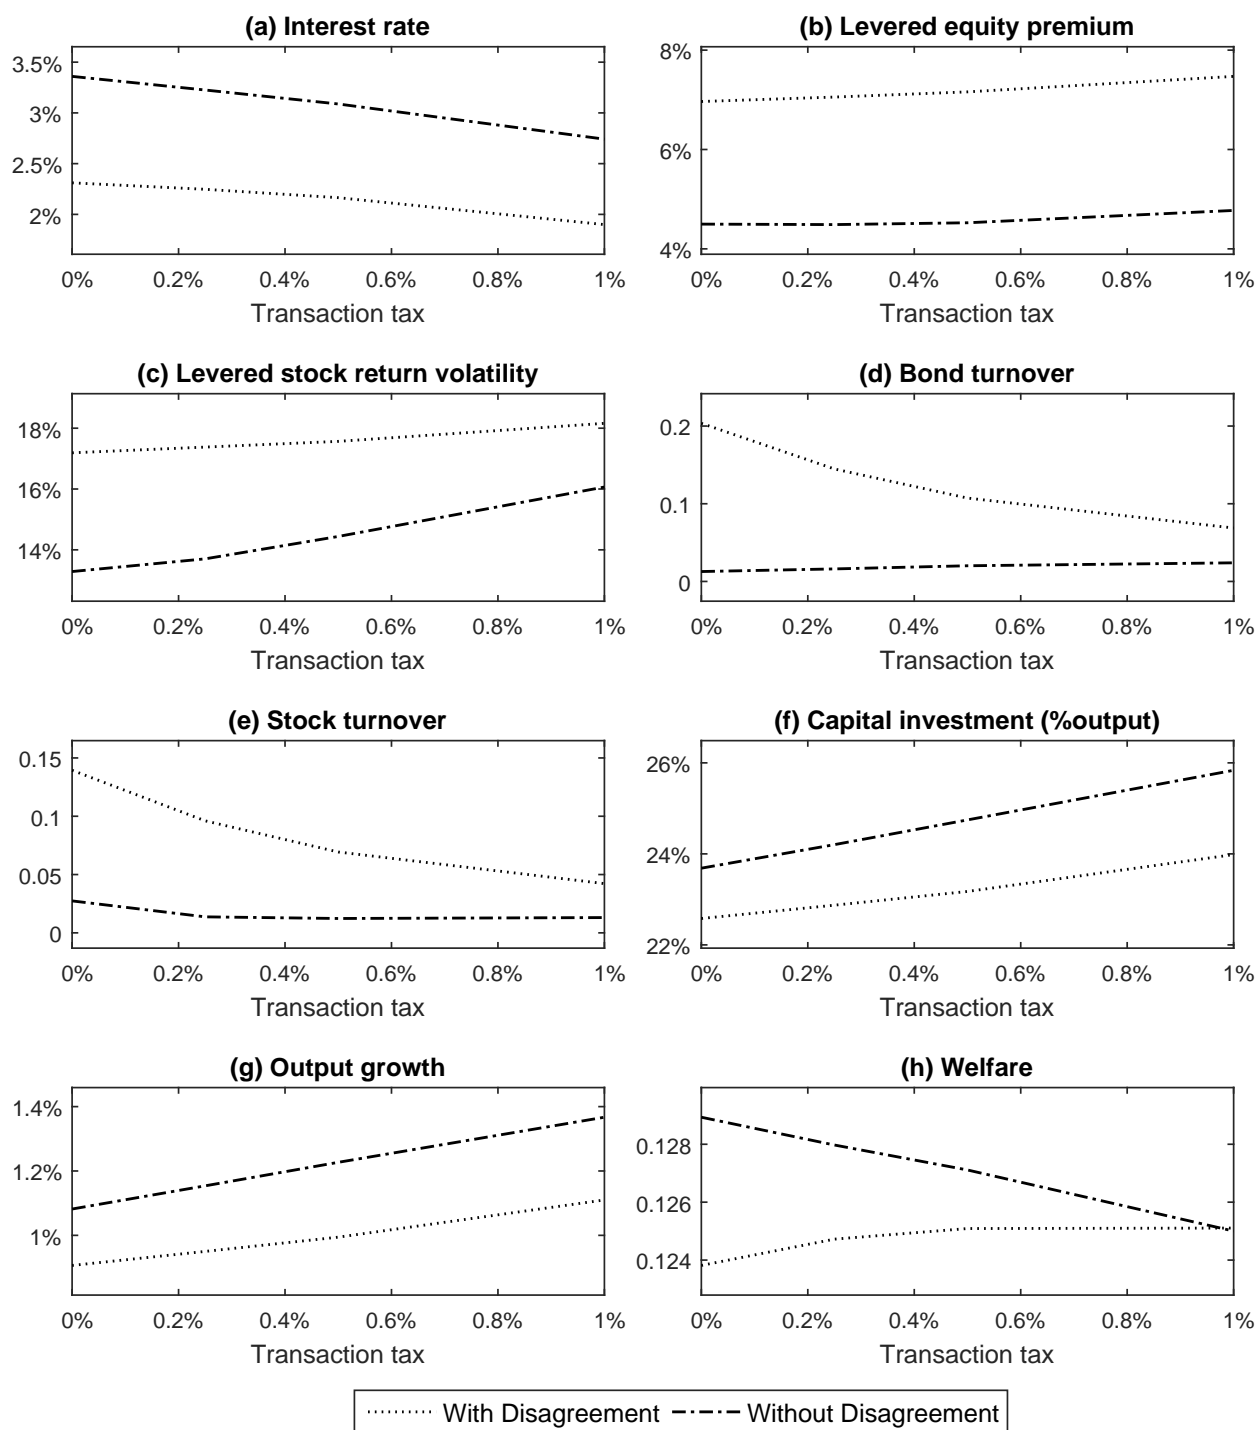 (a) Interest rate
3.5%
3%
2.5%
2%
0% 0.2% 0.4% 0.6% 0.8% 1%
Transaction tax
(b) Levered equity premium
8%
6%
4%
0% 0.2% 0.4% 0.6% 0.8% 1%
Transaction tax
(c) Levered stock return volatility
18%
16%
14%
0% 0.2% 0.4% 0.6% 0.8% 1%
Transaction tax
(d) Bond turnover
0.2
0.1
0
0% 0.2% 0.4% 0.6% 0.8% 1%
Transaction tax
(e) Stock turnover
0.15
0.1
0.05
0
0% 0.2% 0.4% 0.6% 0.8% 1%
Transaction tax
(f) Capital investment (%output)
26%
24%
22%
0% 0.2% 0.4% 0.6% 0.8% 1%
Transaction tax
(g) Output growth
1.4%
1.2%
1%
0% 0.2% 0.4% 0.6% 0.8% 1%
Transaction tax
(h) Welfare
0.128
0.126
0.124
0% 0.2% 0.4% 0.6% 0.8% 1%
Transaction tax
With Disagreement Without Disagreement